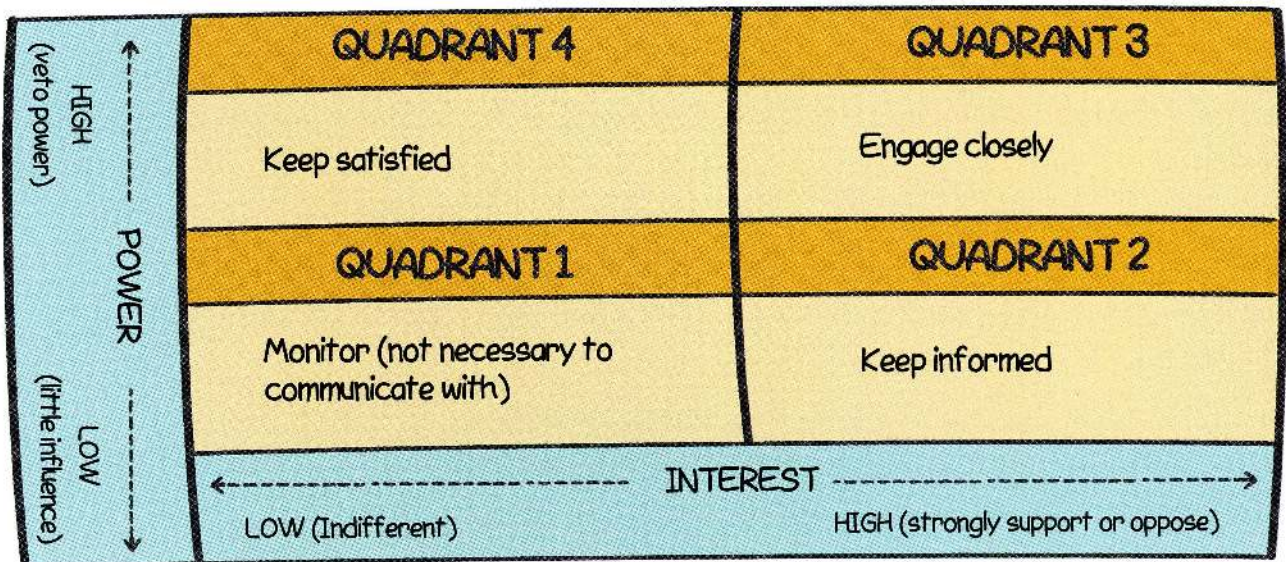 QUADRANT 4
QUADRANT 3
HIGH
(veto power)
Keep satisfied
Engage closely
POWER
QUADRANT 1
QUADRANT 2
Monitor (not necessary to
communicate with)
Keep informed
LOW
(little influence)
INTEREST
LOW (Indifferent)
HIGH (strongly support or oppose)